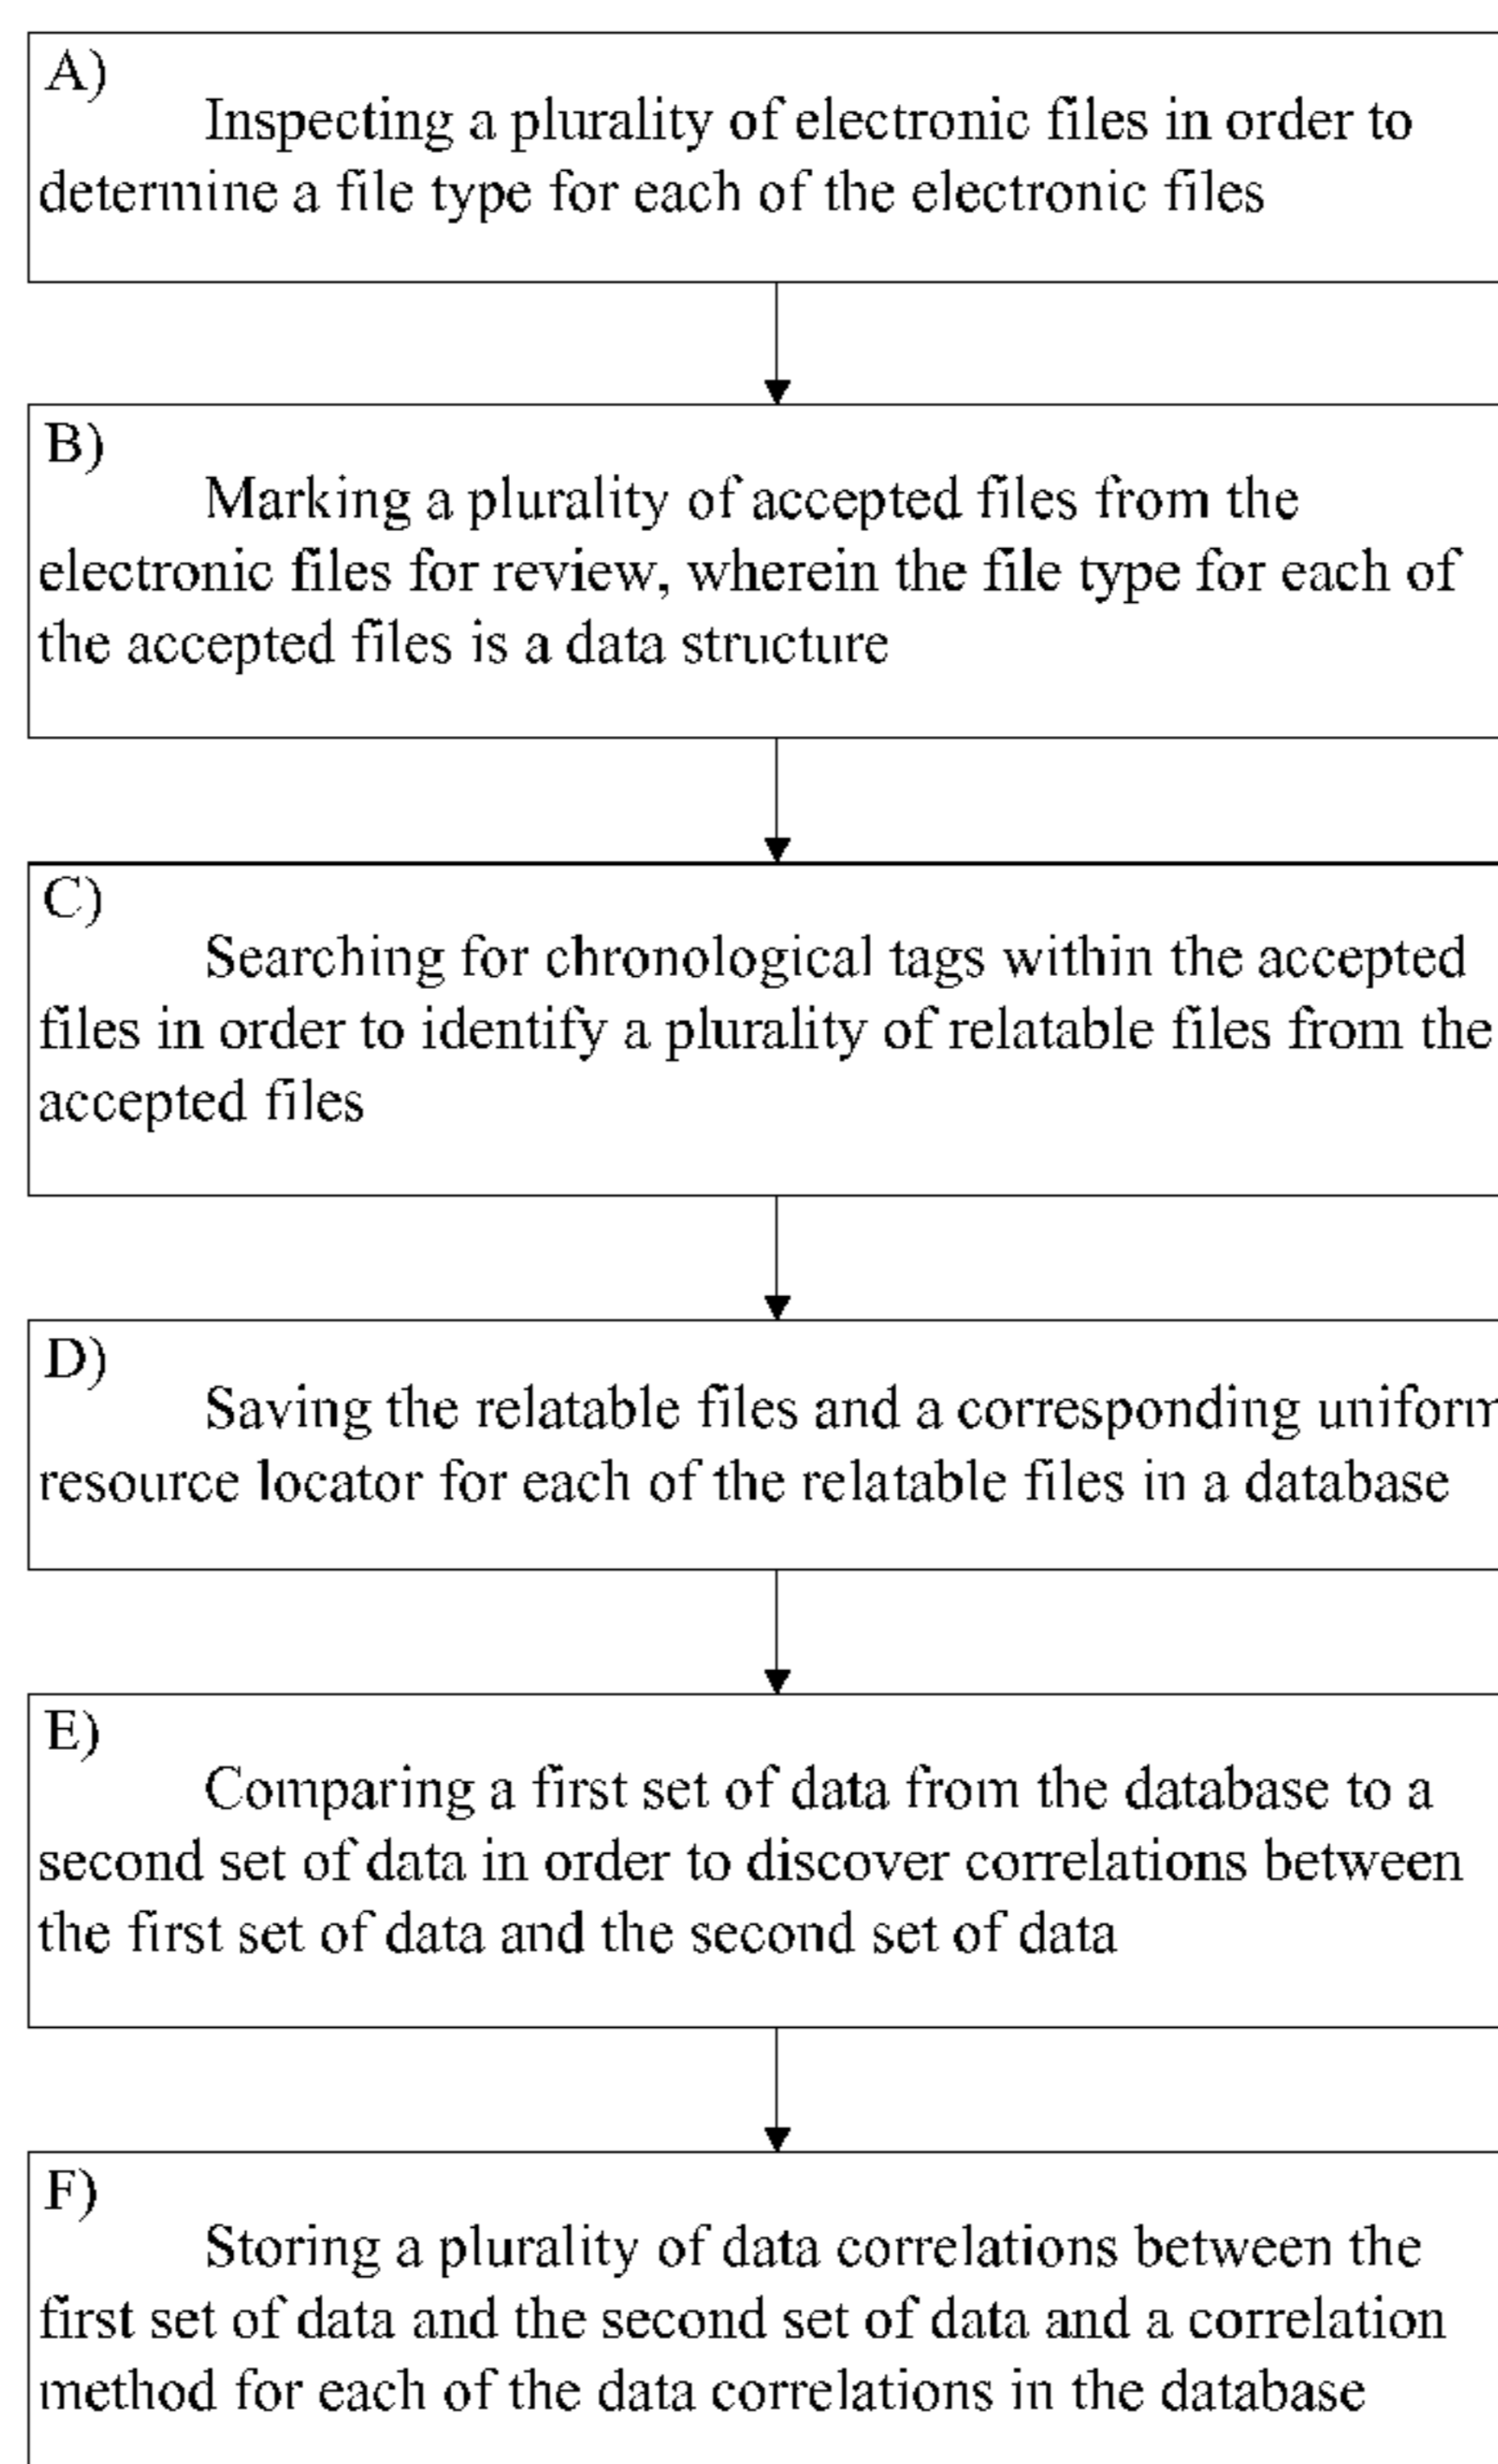 A)
Inspecting a plurality of electronic files in order to
determine a file type for each of the electronic files
B)
Marking a plurality of accepted files from the
electronic files for review, wherein the file type for each of
the accepted files is a data structure
C)
Searching for chronological tags within the accepted
files in order to identify a plurality of relatable files from the
accepted files
D)
Saving the relatable files and a corresponding uniform
resource locator for each of the relatable files in a database
E)
Comparing a first set of data from the database to a
second set of data in order to discover correlations between
the first set of data and the second set of data
F)
Storing a plurality of data correlations between the
first set of data and the second set of data and a correlation
method for each of the data correlations in the database